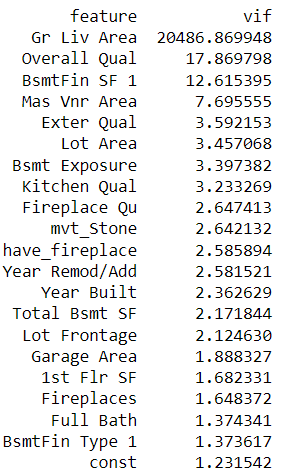 feature vif
Gr Liv Area 20486.869948
Overall Qual 17.869798
BsmtFin SF 1 12.615395
Mas Vnr Area 7.695555
Exter Qual 3.592153
Lot Area 3.457068
Bsmt Exposure 3.397382
Kitchen Qual 3.233269
Fireplace Qu 2.647413
mvt_Stone 2.642132
have_fireplace 2.585894
Year Remod/Add 2.581521
Year Built 2.362629
Total Bsmt SF 2.171844
Lot Frontage 2.124630
Garage Area 1.888327
1st Flr SF 1.682331
Fireplaces 1.648372
Full Bath 1.374341
BsmtFin Type 1 1.373617
const 1.231542